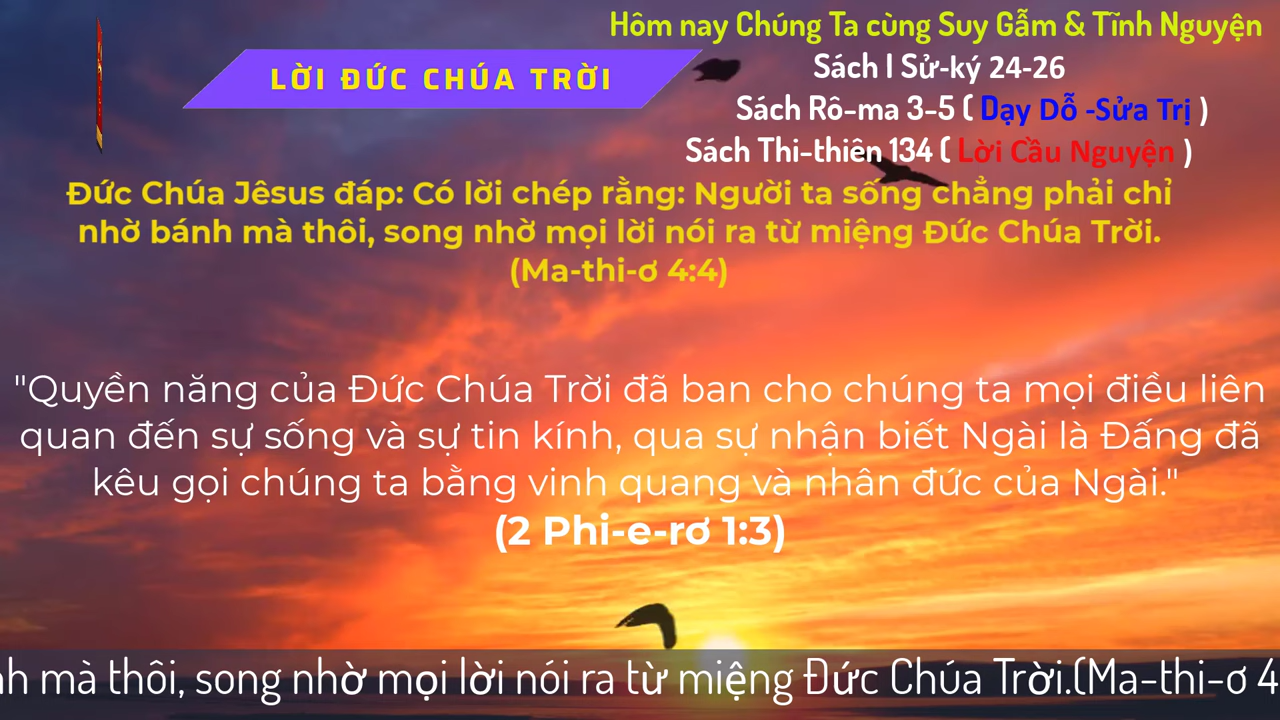 Hôm nay Chúng Ta cùng Suy Gẫm & Tĩnh Nguyện
LỜI ĐỨC CHÚA TRỜI
Sách I Sử-ký 24-26
Sách Rô-ma 3-5 ( Dạy Dỗ -Sửa Trị )
Sách Thi-thiên 134 ( Lời Cầu Nguyện )
Đức Chúa Jêsus đáp: Có lời chép rằng: Người ta sống chẳng phải chỉ
nhờ bánh mà thôi, song nhờ mọi lời nói ra từ miệng Đức Chúa Trời.
(Ma-thi-ơ 4:4)
"Quyền năng của Đức Chúa Trời đã ban cho chúng ta mọi điều liên
quan đến sự sống và sự tin kính, qua sự nhận biết Ngài là Đấng đã
kêu gọi chúng ta bằng vinh quang và nhân đức của Ngài."
(2 Phi-e-rơ 1:3)
nh mà thôi, song nhờ mọi lời nói ra từ miệng Đức Chúa Trời.(Ma-thi-ơ 4